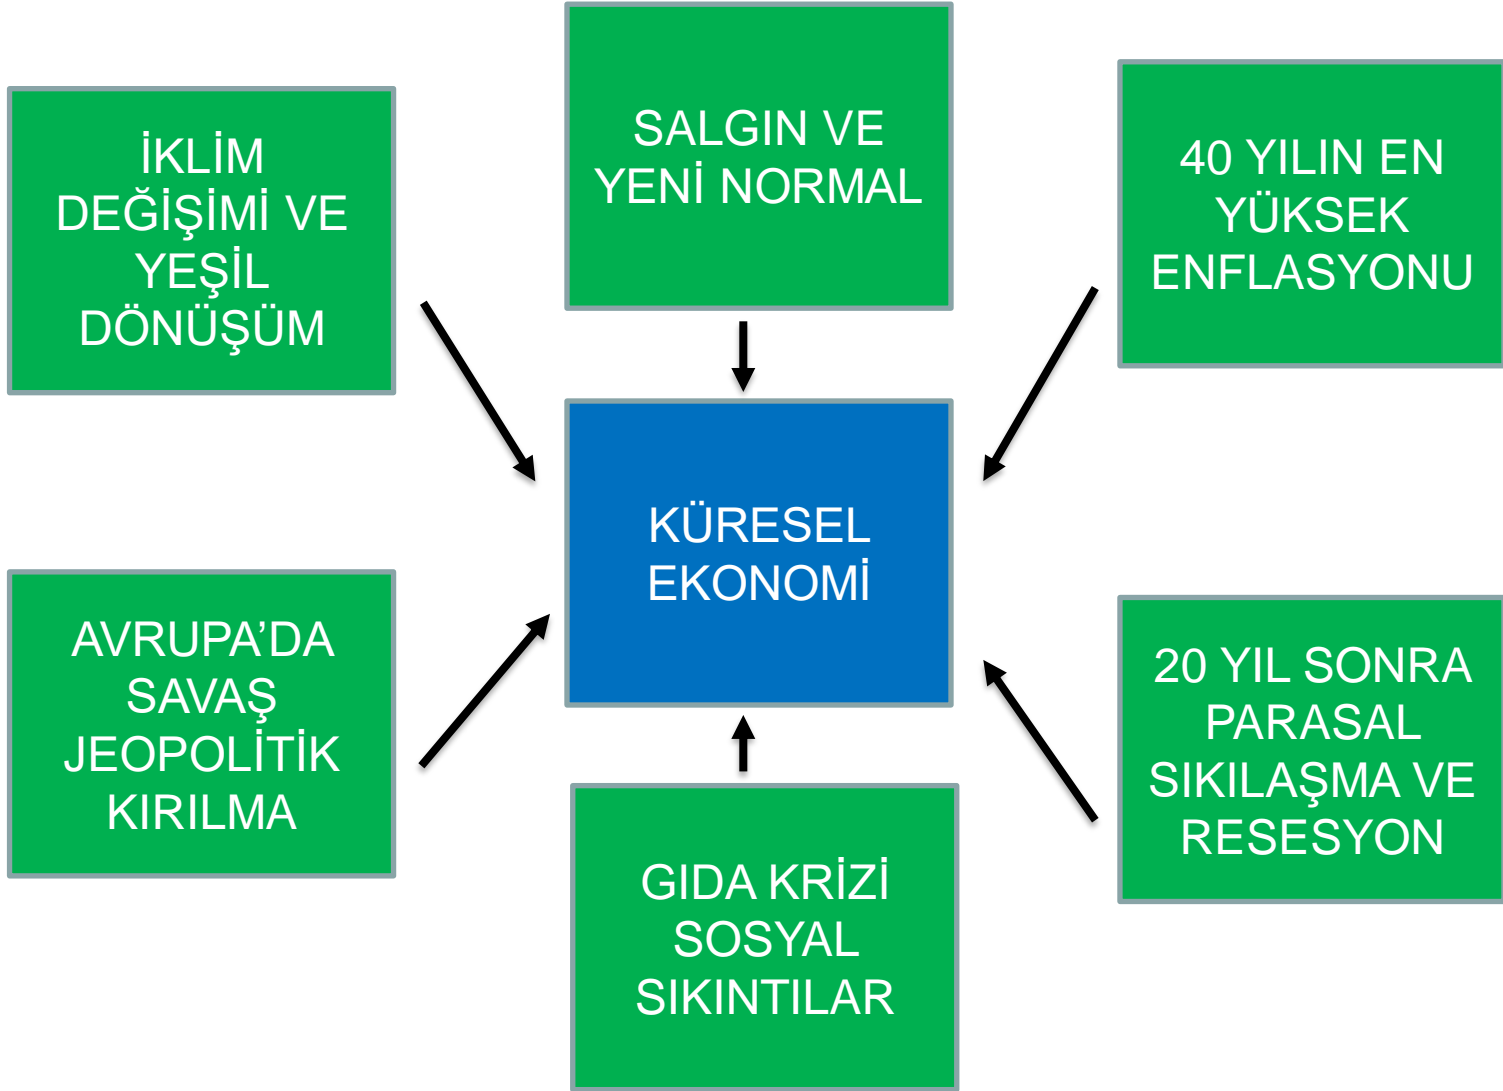 İKLİM
DEĞİŞİMİ VE
YEŞİL
DÖNÜŞÜM
SALGIN VE
YENİ NORMAL
40 YILIN EN
YÜKSEK
ENFLASYONU
KÜRESEL
EKONOMİ
AVRUPA’DA
SAVAŞ
JEOPOLİTİK
KIRILMA
GIDA KRİZİ
SOSYAL
SIKINTILAR
20 YIL SONRA
PARASAL
SIKILAŞMA VE
RESESYON